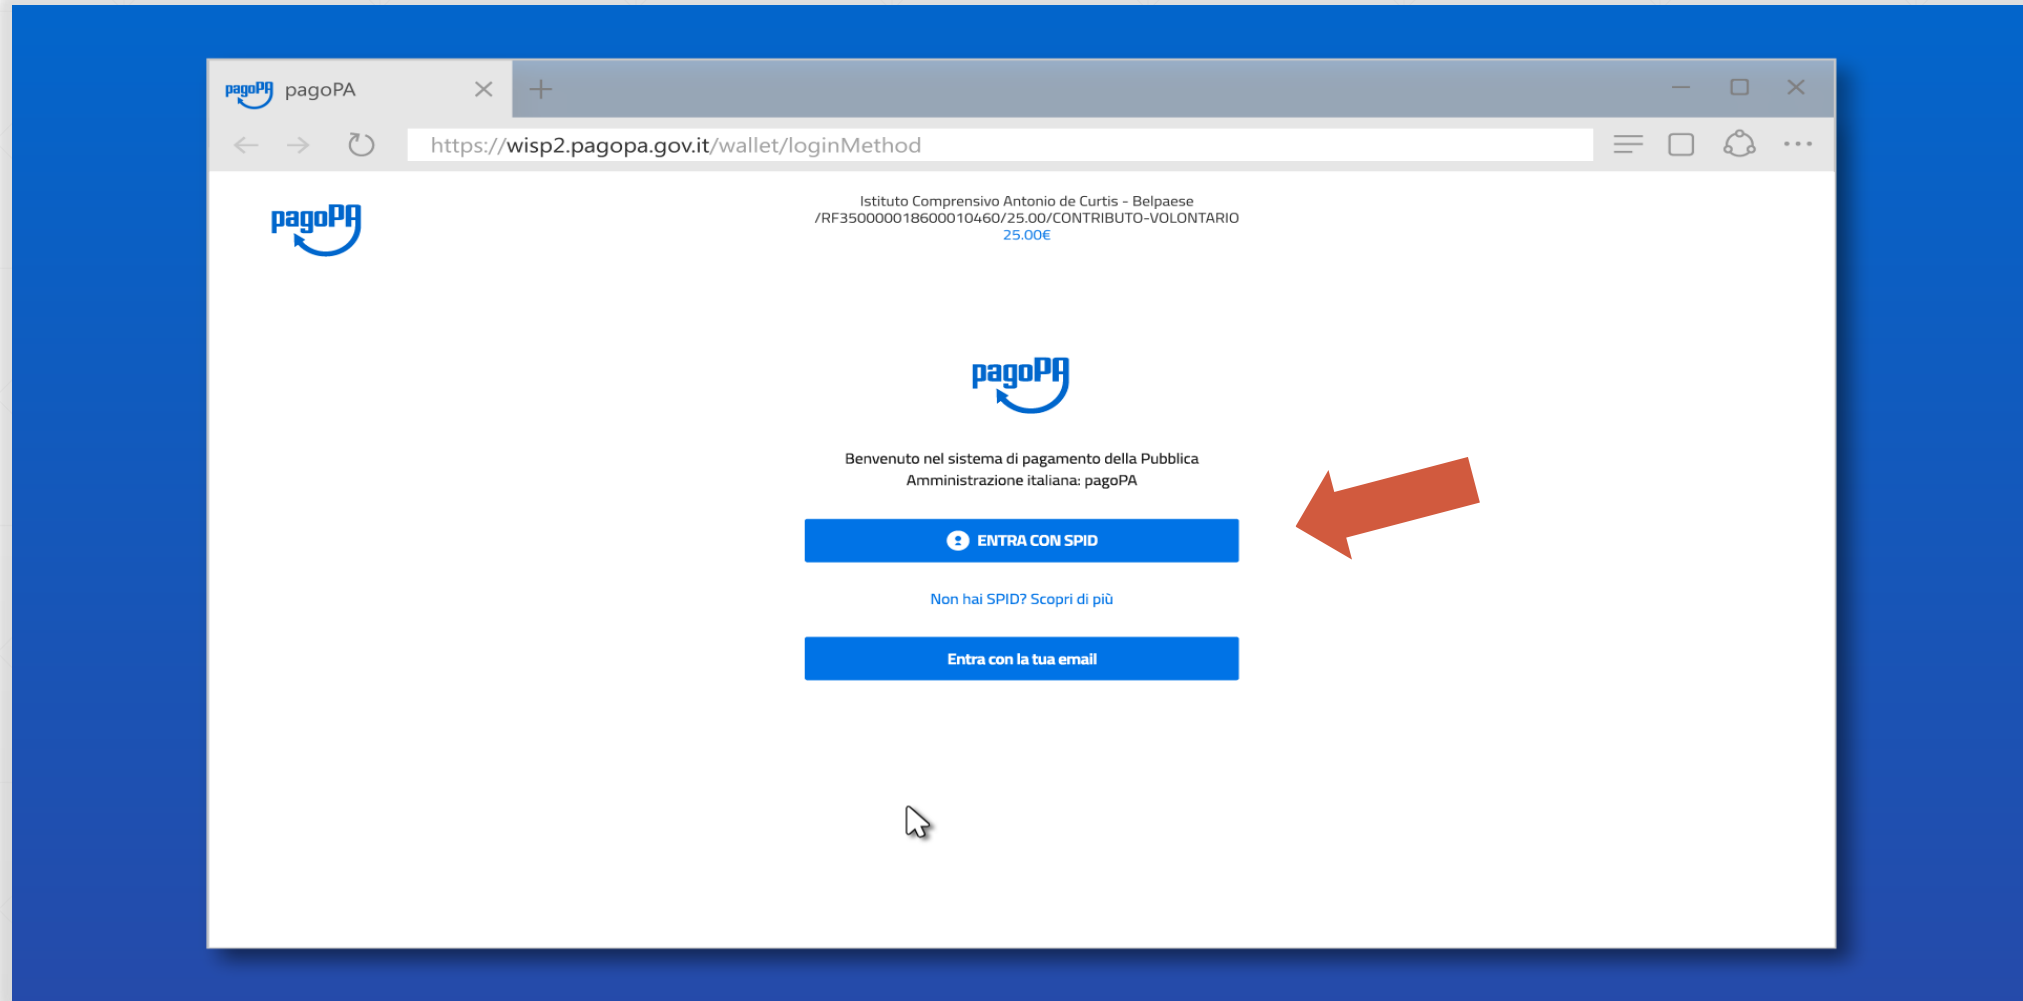 pagoPA pagoPA
https://wisp2.pagopa.gov.it/wallet/loginMethod
pagoPA
Istituto Comprensivo Antonio de Curtis - Belpaese
/RF35000001860001​0460/25.00/CONTRIBUTO-VOLONTARIO
25.00€
pagoPA
Benvenuto nel sistema di pagamento della Pubblica
Amministrazione italiana: pagoPA
ENTRA CON SPID
Non hai SPID? Scopri di più
Entra con la tua email